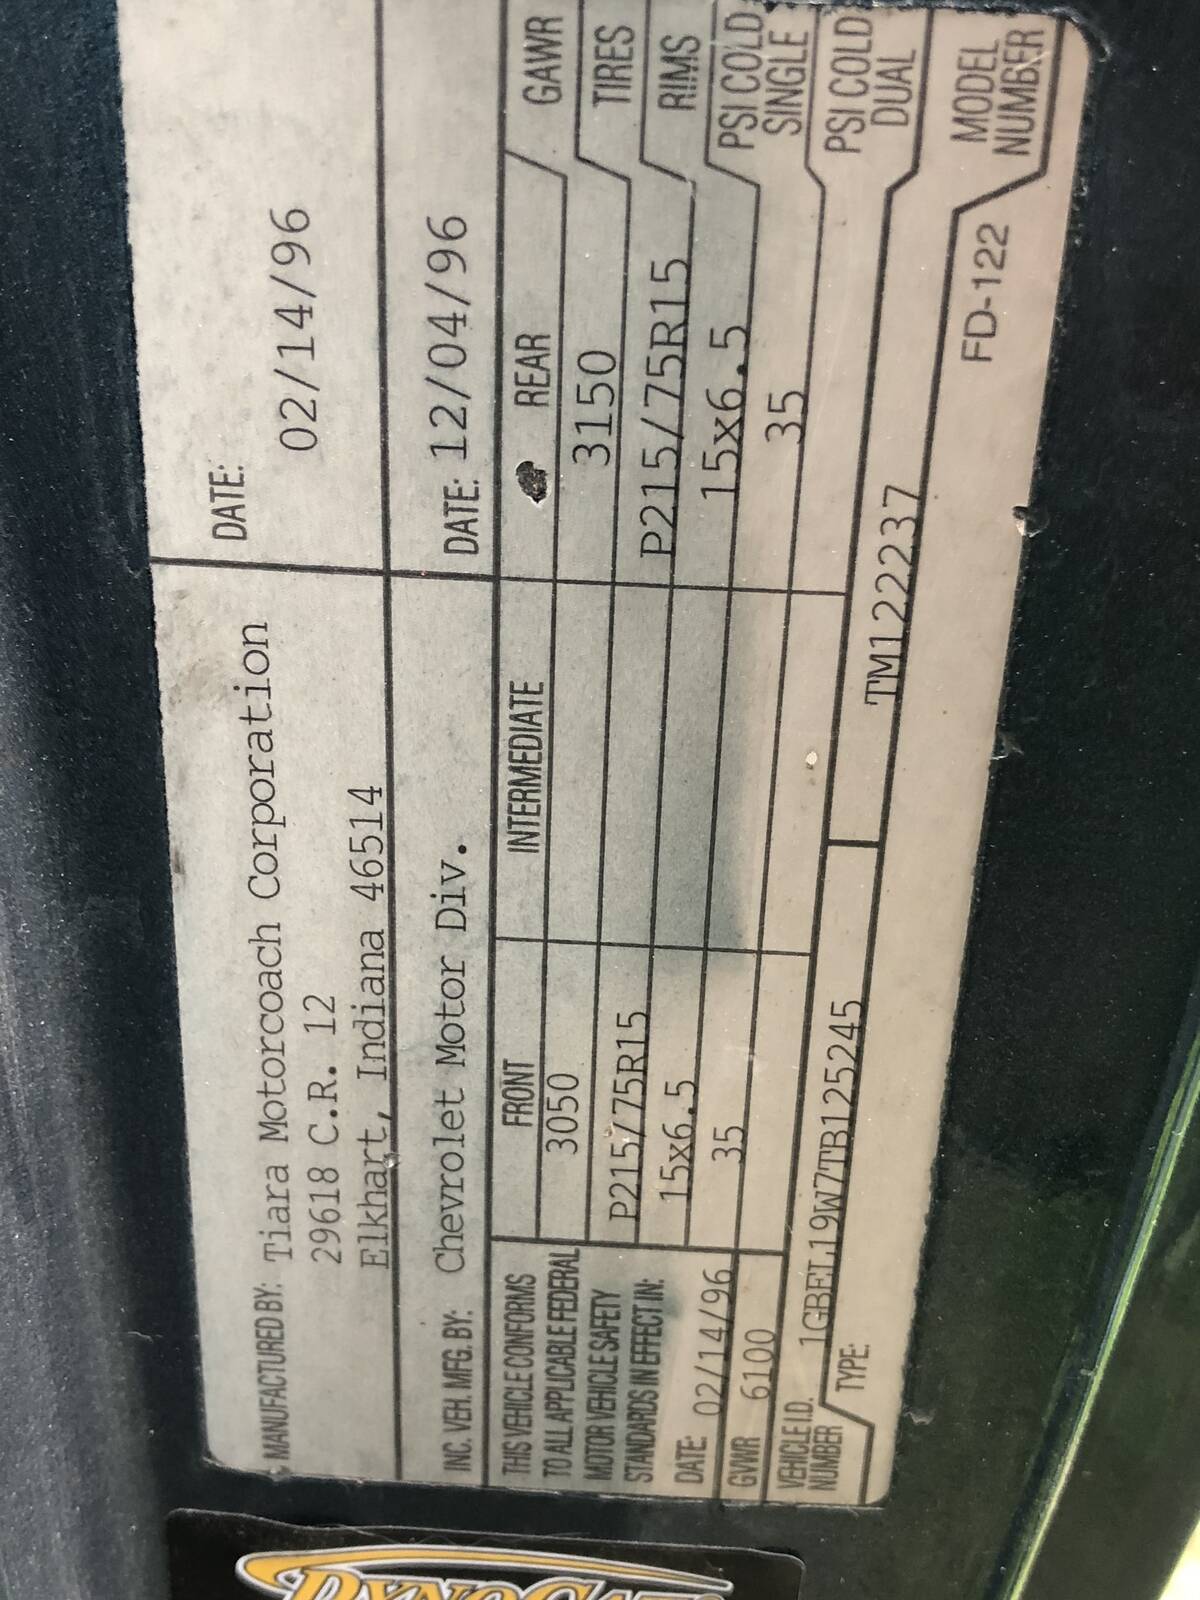 MANUFACTURED BY: Tiara Motorcoach Corporation DATE:
29618 C.R. 12 02/14/96
Elkhart, Indiana 46514
INC. VEH. MFG. BY: Chevrolet Motor Div. DATE: 12/04/96
THIS VEHICLE CONFORMS
TO ALL APPLICABLE FEDERAL
MOTOR VEHICLE SAFETY
STANDARDS IN EFFECT IN:
DATE: 02/14/96
GVWR 6100
FRONT INTERMEDIATE REAR
3050 3150 GAWR
P215/75R15 P215/75R15 TIRES
15x6.5 15x6.5 RIMS
35 35 PSI COLD SINGLE
PSI COLD DUAL
VEHICLE I.D. NUMBER 1GBEL19W7TB125245 TM122237
TYPE: FD-122 MODEL NUMBER